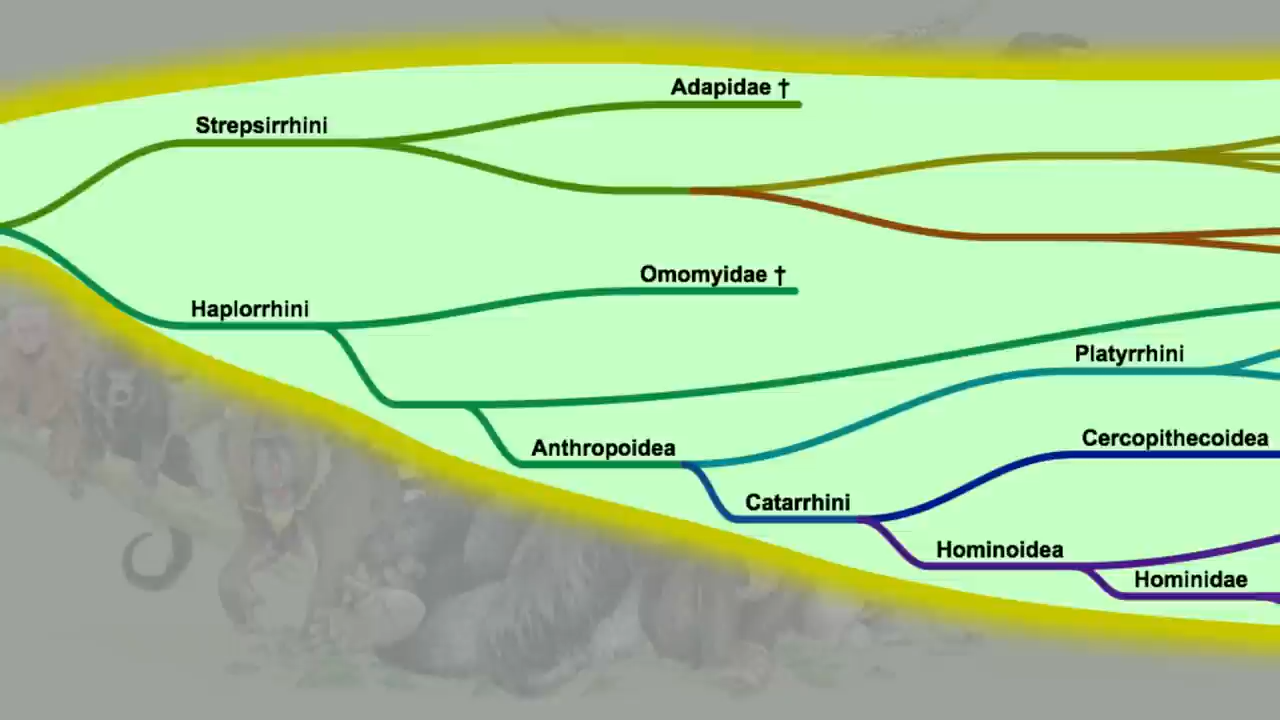 Adapidae †
Strepsirrhini
Omomyidae †
Haplorrhini
Platyrrhini
Anthropoidea
Cercopithecoidea
Catarrhini
Hominoidea
Hominidae